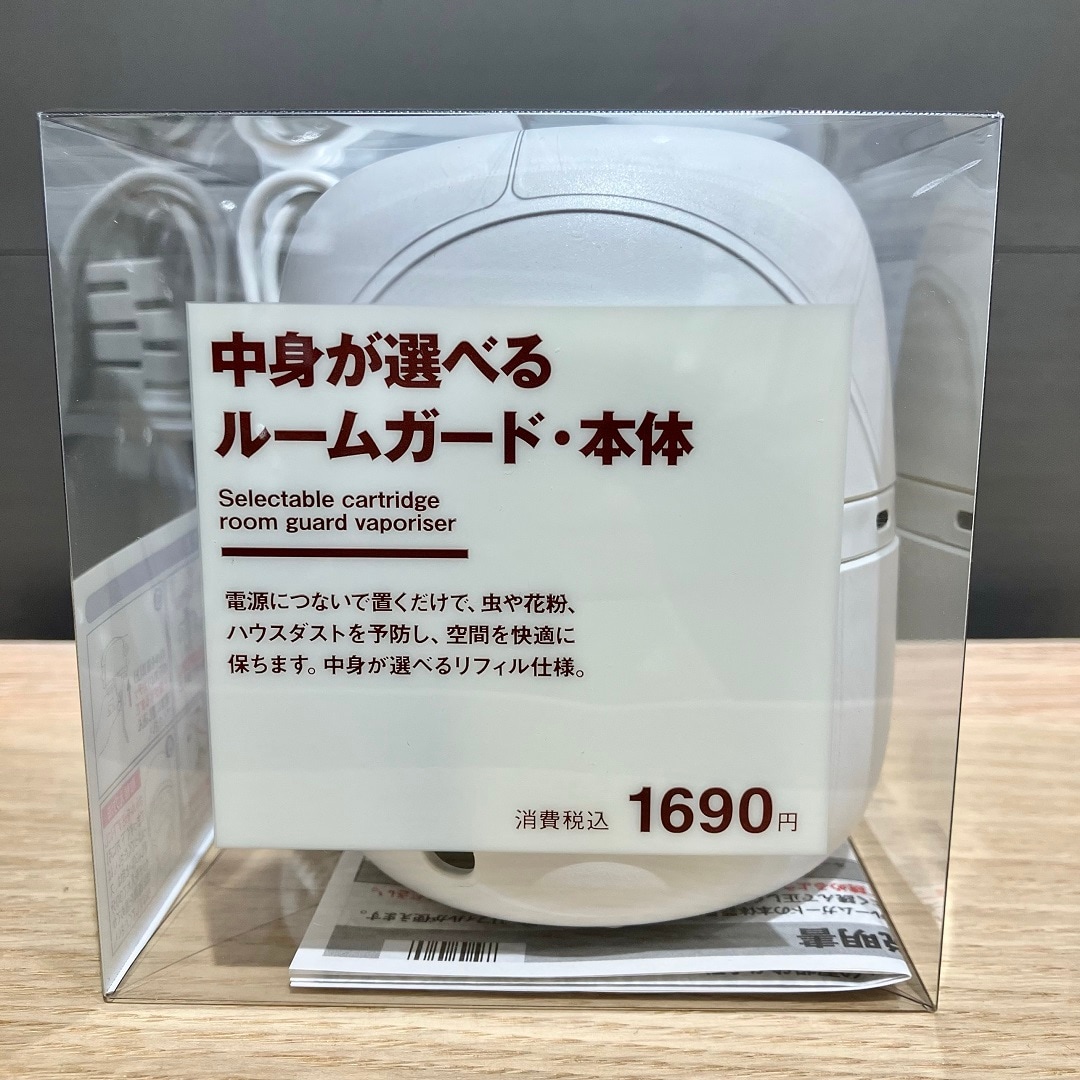 中身が選べる
ルームガード・本体
Selectable cartridge
room guard vaporiser
電源につないで置くだけで、虫や花粉、
ハウスダストを予防し、空間を快適に
保ちます。中身が選べるリフィル仕様。
消費税込 1690円